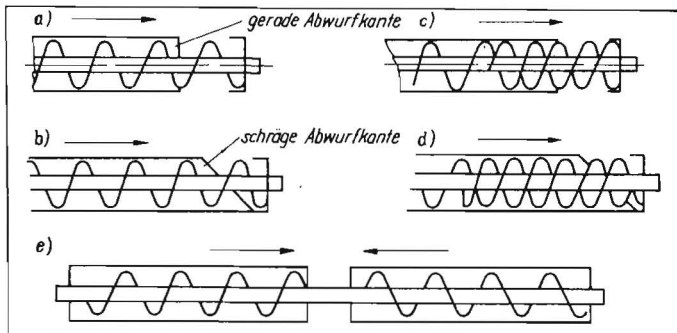 a)
gerade Abwurfkante
c)
b)
schräge Abwurfkante
d)
e)